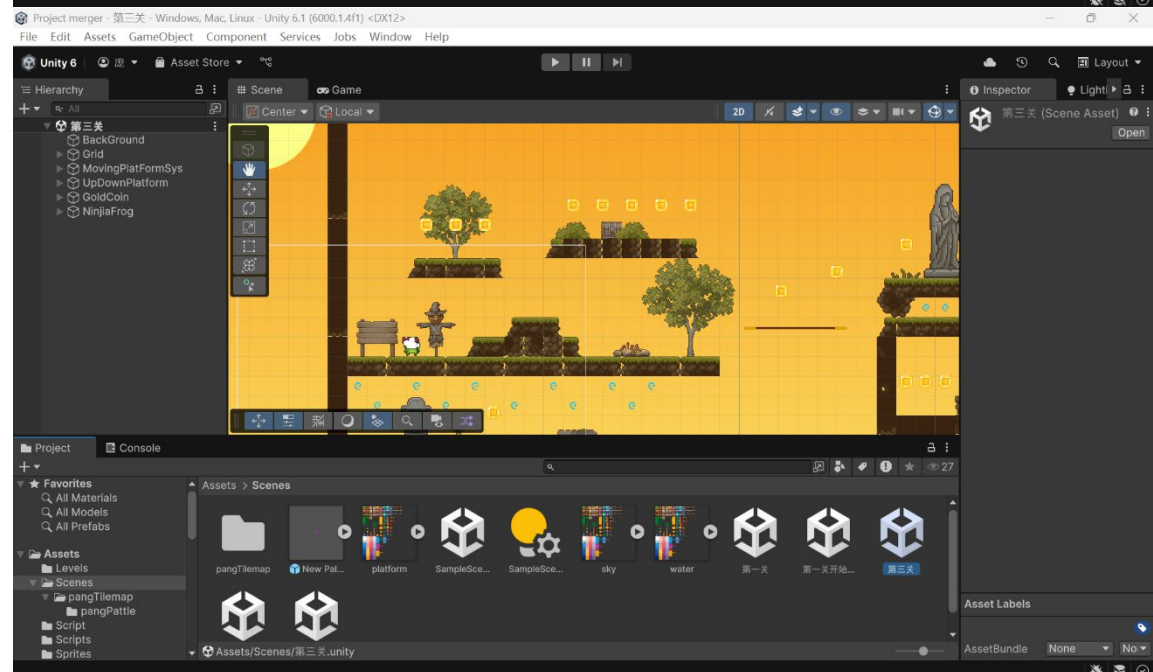 Project merger - 第三关 - Windows, Mac, Linux - Unity 6.1 (6000.1.4f1) <DX12>
File Edit Assets GameObject Component Services Jobs Window Help
Unity 6 庞 Asset Store Layout
Hierarchy
Scene Game
Inspector Lighti
All
Center Local
2D
第三关 (Scene Asset)
Open
第三关
BackGround
Grid
MovingPlatFormSys
UpDownPlatform
GoldCoin
NinjiaFrog
Project Console
27
Favorites
All Materials
All Models
All Prefabs
Assets
Levels
Scenes
pangTilemap
pangPattle
Script
Scripts
Sprites
Assets > Scenes
pangTilemap New Pal... platform SampleSce... SampleSce... sky water 第一关 第一关开始... 第三关
Assets/Scenes/第三关.unity
Asset Labels
AssetBundle None No